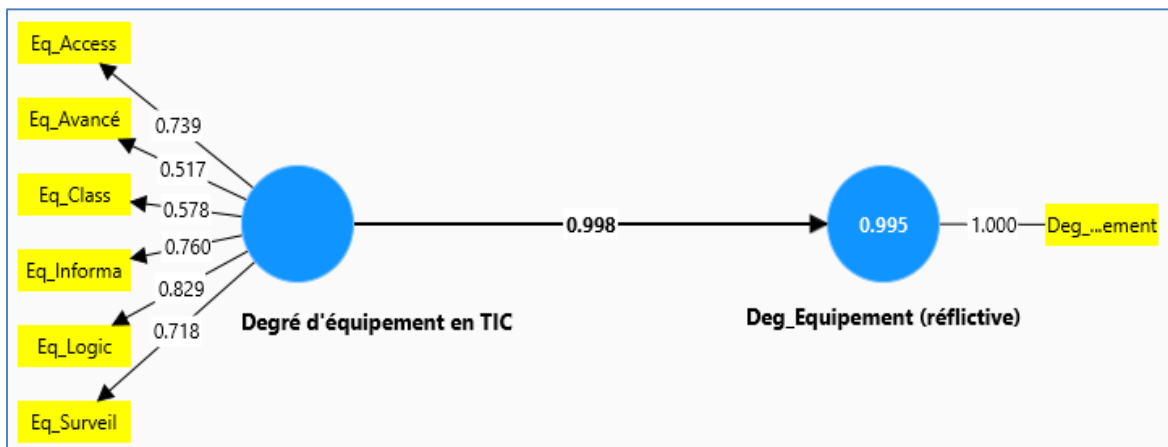 Eq_Access
Eq_Avancé
Eq_Class
Eq_Informa
Eq_Logic
Eq_Surveil
0.739
0.517
0.578
0.760
0.829
0.718
Degré d'équipement en TIC
0.998
0.995
Deg_Equipement (réflictive)
1.000
Deg_...ement